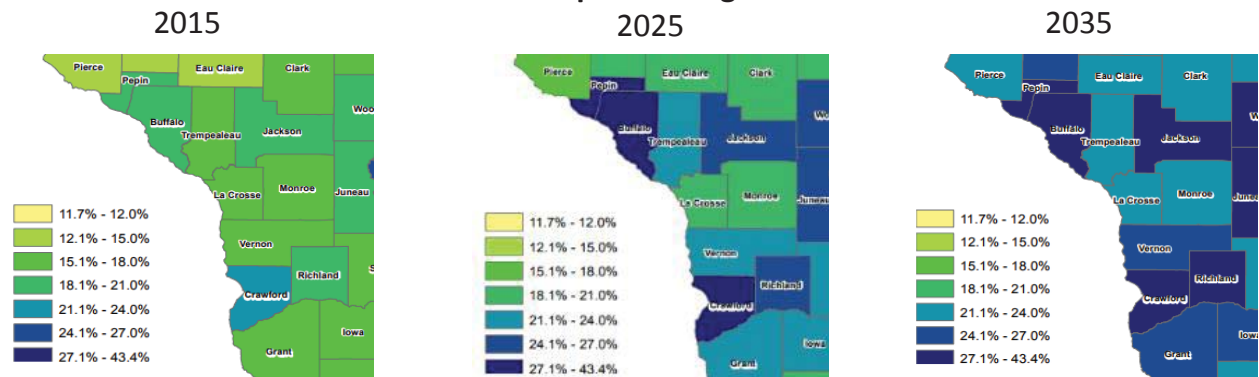 2015
2025
2035
Pierce
Pepin
Eau Claire
Clark
Buffalo
Trempealeau
Jackson
La Crosse
Monroe
Juneau
Vernon
Crawford
Richland
Iowa
Grant
11.7% - 12.0%
12.1% - 15.0%
15.1% - 18.0%
18.1% - 21.0%
21.1% - 24.0%
24.1% - 27.0%
27.1% - 43.4%
Pierce
Pepin
Eau Claire
Clark
Buffalo
Trempealeau
Jackson
La Crosse
Monroe
Juneau
Vernon
Crawford
Richland
Iowa
Grant
11.7% - 12.0%
12.1% - 15.0%
15.1% - 18.0%
18.1% - 21.0%
21.1% - 24.0%
24.1% - 27.0%
27.1% - 43.4%
Pierce
Pepin
Eau Claire
Clark
Buffalo
Trempealeau
Jackson
La Crosse
Monroe
Vernon
Crawford
Richland
Iowa
Grant
11.7% - 12.0%
12.1% - 15.0%
15.1% - 18.0%
18.1% - 21.0%
21.1% - 24.0%
24.1% - 27.0%
27.1% - 43.4%